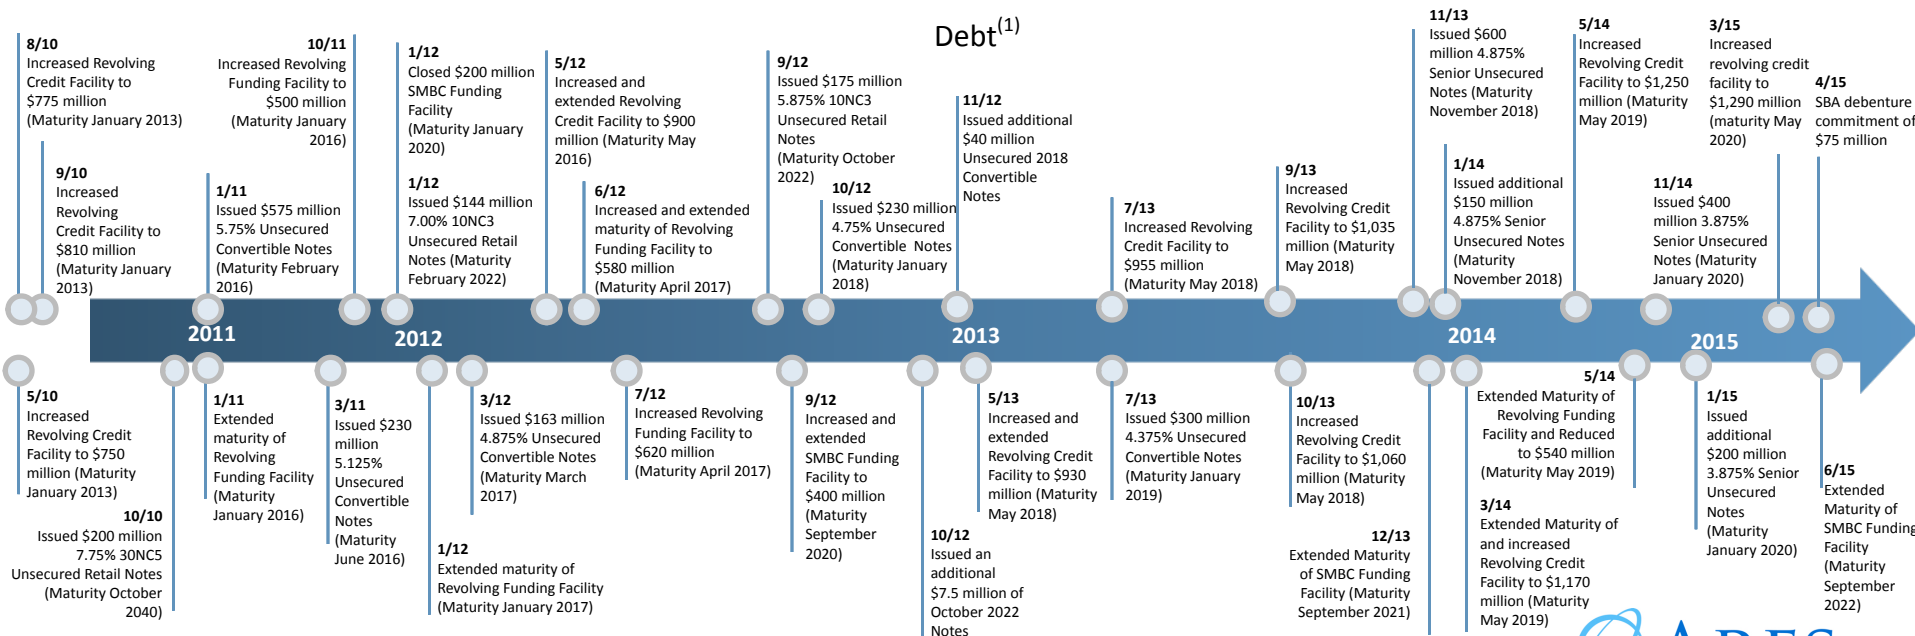 Debt(1)
8/10
Increased Revolving
Credit Facility to
$775 million
(Maturity January 2013)
9/10
Increased
Revolving
Credit Facility to
$810 million
(Maturity January
2013)
10/11
Increased Revolving
Funding Facility to
$500 million
(Maturity January
2016)
1/11
Issued $575 million
5.75% Unsecured
Convertible Notes
(Maturity February
2016)
1/12
Closed $200 million
SMBC Funding
Facility
(Maturity January
2020)
1/12
Issued $144 million
7.00% 10NC3
Unsecured Retail
Notes (Maturity
February 2022)
5/12
Increased and
extended Revolving
Credit Facility to $900
million (Maturity May
2016)
6/12
Increased and extended
maturity of Revolving
Funding Facility to
$580 million
(Maturity April 2017)
9/12
Issued $175 million
5.875% 10NC3
Unsecured Retail
Notes
(Maturity October
2022)
10/12
Issued $230 million
4.75% Unsecured
Convertible Notes
(Maturity January
2018)
11/12
Issued additional
$40 million
Unsecured 2018
Convertible
Notes
7/13
Increased Revolving
Credit Facility to
$955 million
(Maturity May 2018)
9/13
Increased
Revolving Credit
Facility to $1,035
million (Maturity
May 2018)
11/13
Issued $600
million 4.875%
Senior Unsecured
Notes (Maturity
November 2018)
1/14
Issued additional
$150 million
4.875% Senior
Unsecured Notes
(Maturity
November 2018)
5/14
Increased
Revolving Credit
Facility to $1,250
million (Maturity
May 2019)
11/14
Issued $400
million 3.875%
Senior Unsecured
Notes (Maturity
January 2020)
3/15
Increased
revolving credit
facility to
$1,290 million
(maturity May
2020)
4/15
SBA debenture
commitment of
$75 million
2011
2012
2013
2014
2015
5/10
Increased
Revolving Credit
Facility to $750
million (Maturity
January 2013)
10/10
Issued $200 million
7.75% 30NC5
Unsecured Retail Notes
(Maturity October
2040)
1/11
Extended
maturity of
Revolving
Funding Facility
(Maturity
January 2016)
3/11
Issued $230
million
5.125%
Unsecured
Convertible
Notes
(Maturity
June 2016)
1/12
Extended maturity of
Revolving Funding Facility
(Maturity January 2017)
3/12
Issued $163 million
4.875% Unsecured
Convertible Notes
(Maturity March
2017)
7/12
Increased Revolving
Funding Facility to
$620 million
(Maturity April 2017)
9/12
Increased and
extended
SMBC Funding
Facility to
$400 million
(Maturity
September
2020)
10/12
Issued an
additional
$7.5 million of
October 2022
Notes
5/13
Increased and
extended
Revolving Credit
Facility to $930
million (Maturity
May 2018)
7/13
Issued $300 million
4.375% Unsecured
Convertible Notes
(Maturity January
2019)
10/13
Increased
Revolving Credit
Facility to $1,060
million (Maturity
May 2018)
12/13
Extended Maturity
of SMBC Funding
Facility (Maturity
September 2021)
5/14
Extended Maturity of
Revolving Funding
Facility and Reduced
to $540 million
(Maturity May 2019)
3/14
Extended Maturity of
and increased
Revolving Credit
Facility to $1,170
million (Maturity
May 2019)
1/15
Issued
additional
$200 million
3.875% Senior
Unsecured
Notes
(Maturity
January 2020)
6/15
Extended
Maturity of
SMBC Funding
Facility
(Maturity
September
2022)
ARES